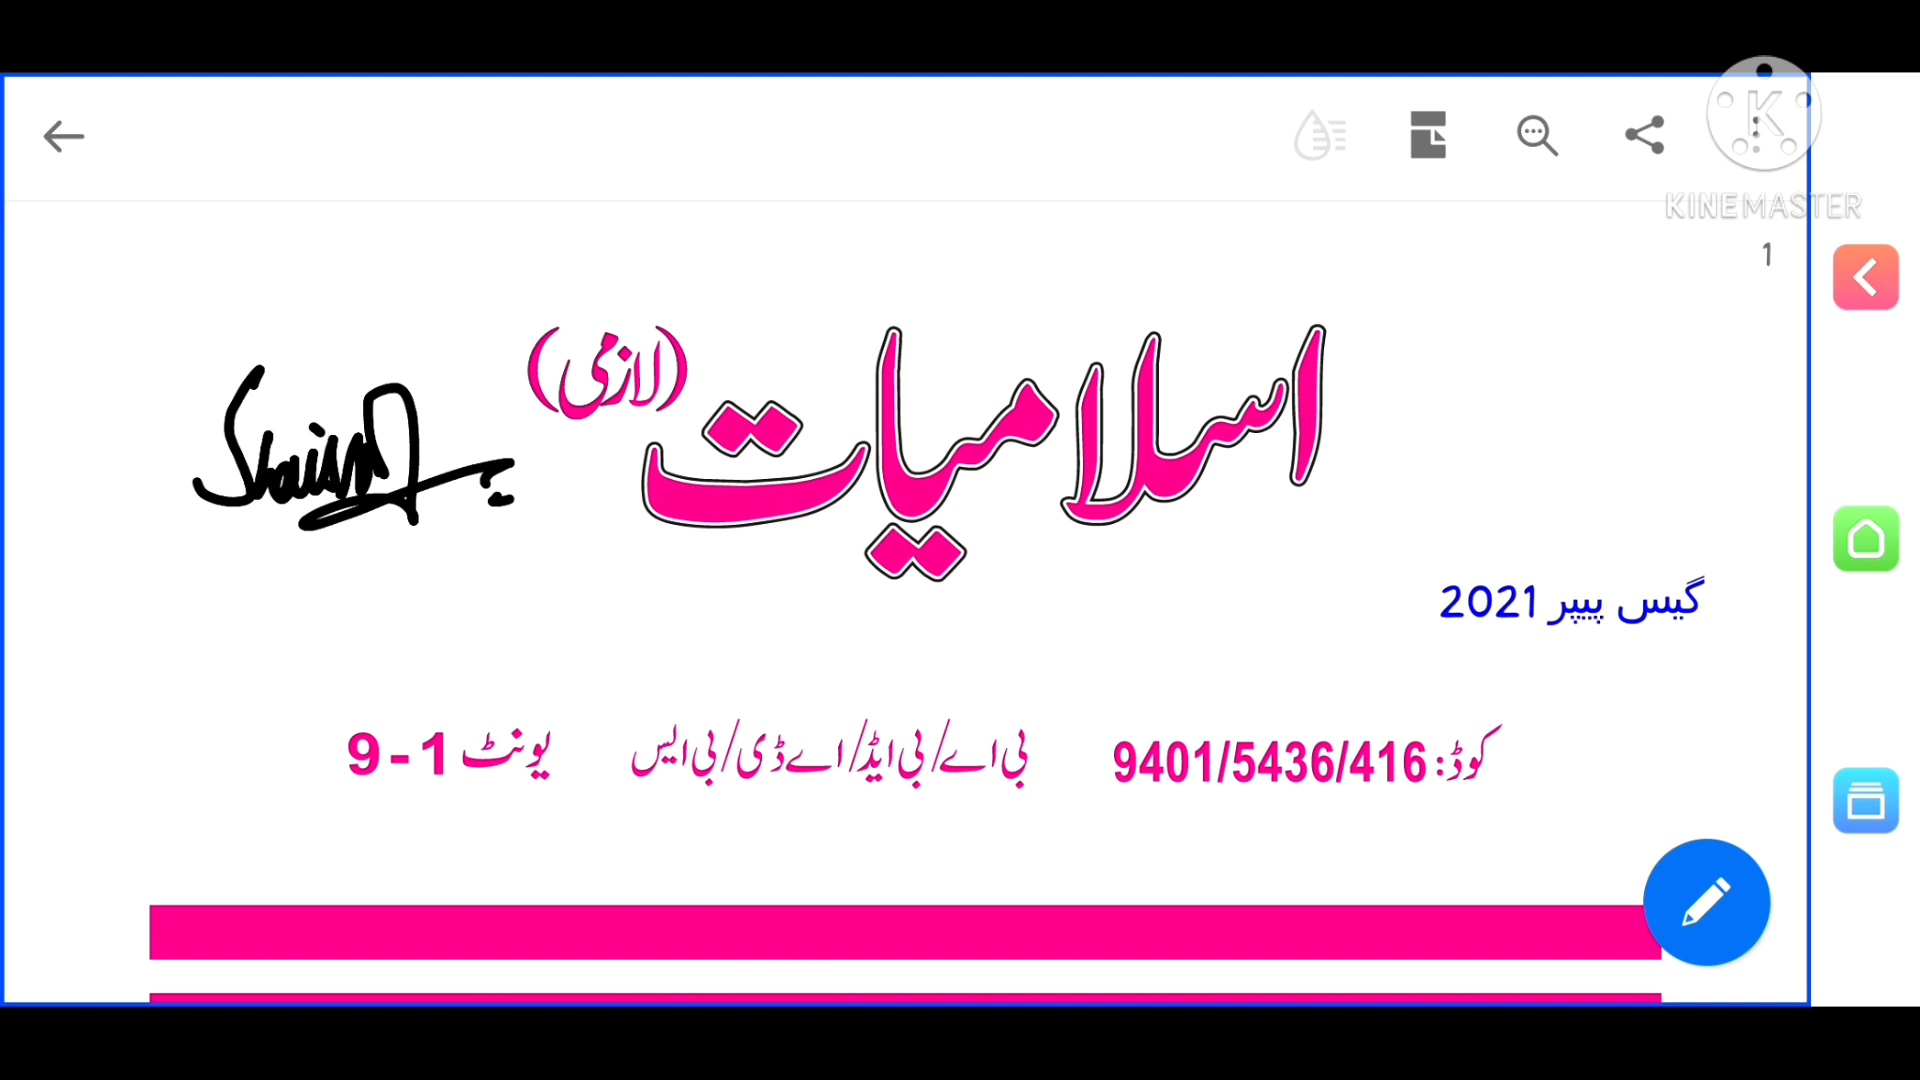 KINEMASTER
1
اسلامیات (لازمی)
گیس پیپر 2021
کوڈ: 9401/5436/416 بی اے/بی ایڈ/اے ڈی/بی ایس یونٹ 1 - 9